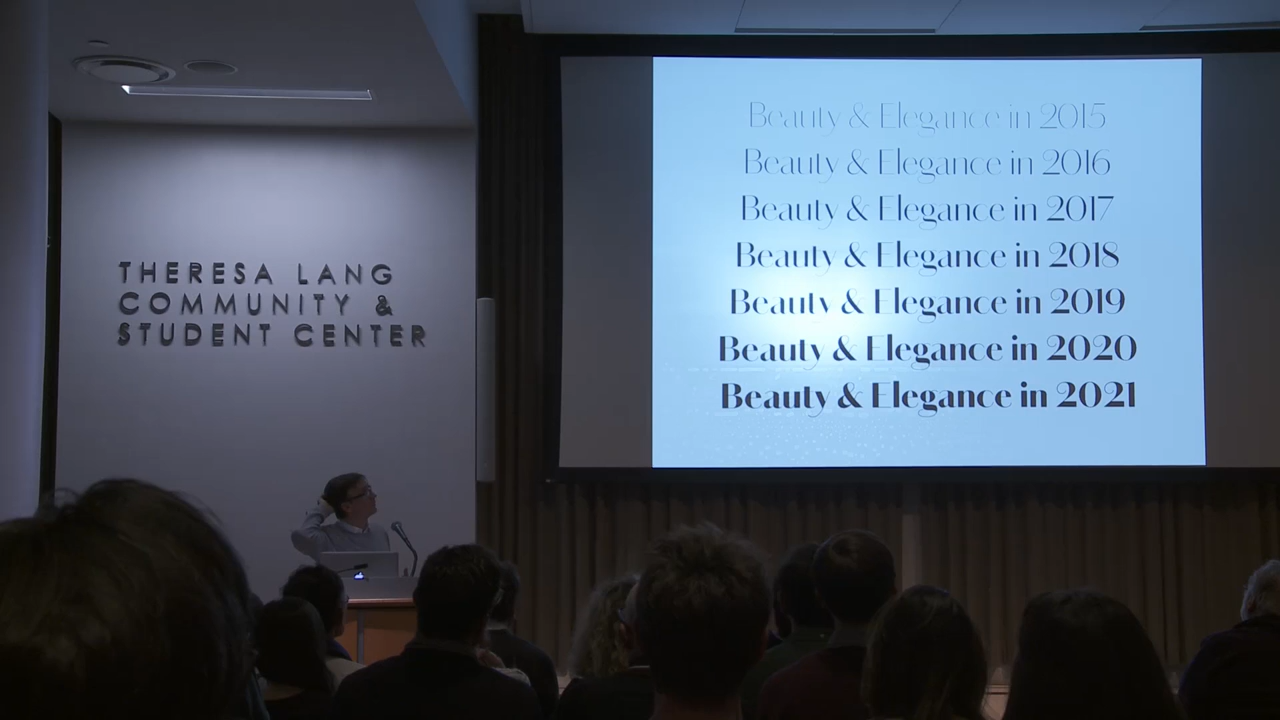 THERESA LANG
COMMUNITY &
STUDENT CENTER
Beauty & Elegance in 2015
Beauty & Elegance in 2016
Beauty & Elegance in 2017
Beauty & Elegance in 2018
Beauty & Elegance in 2019
Beauty & Elegance in 2020
Beauty & Elegance in 2021